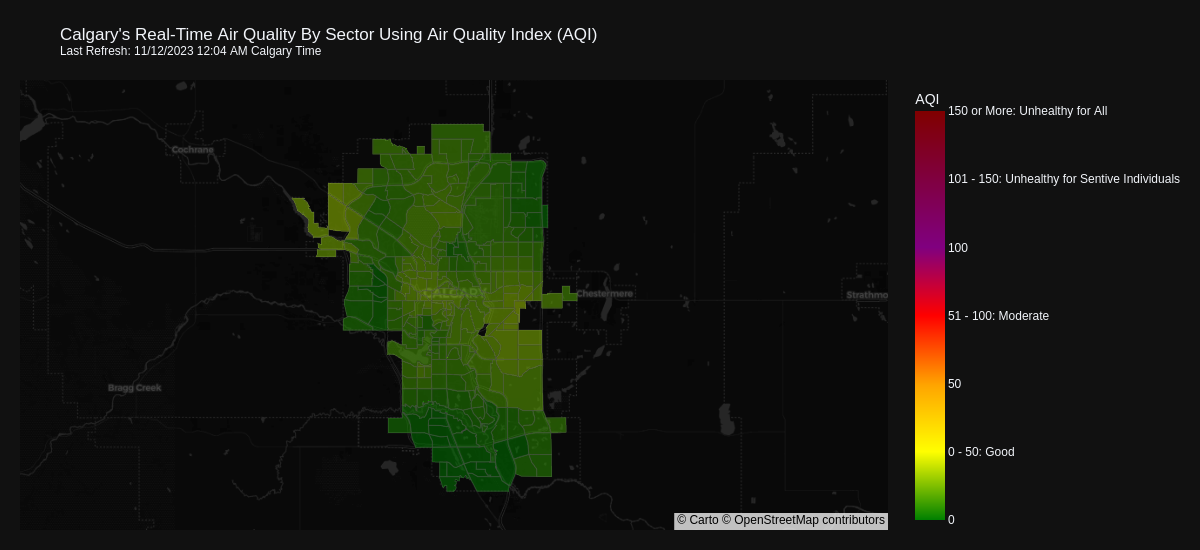 Calgary's Real-Time Air Quality By Sector Using Air Quality Index (AQI)
Last Refresh: 11/12/2023 12:04 AM Calgary Time
AQI
150 or More: Unhealthy for All
101 - 150: Unhealthy for Sentive Individuals
100
51 - 100: Moderate
50
0 - 50: Good
0
Cochrane
CALGARY
Chestermere
Strathmo
Bragg Creek
© Carto © OpenStreetMap contributors